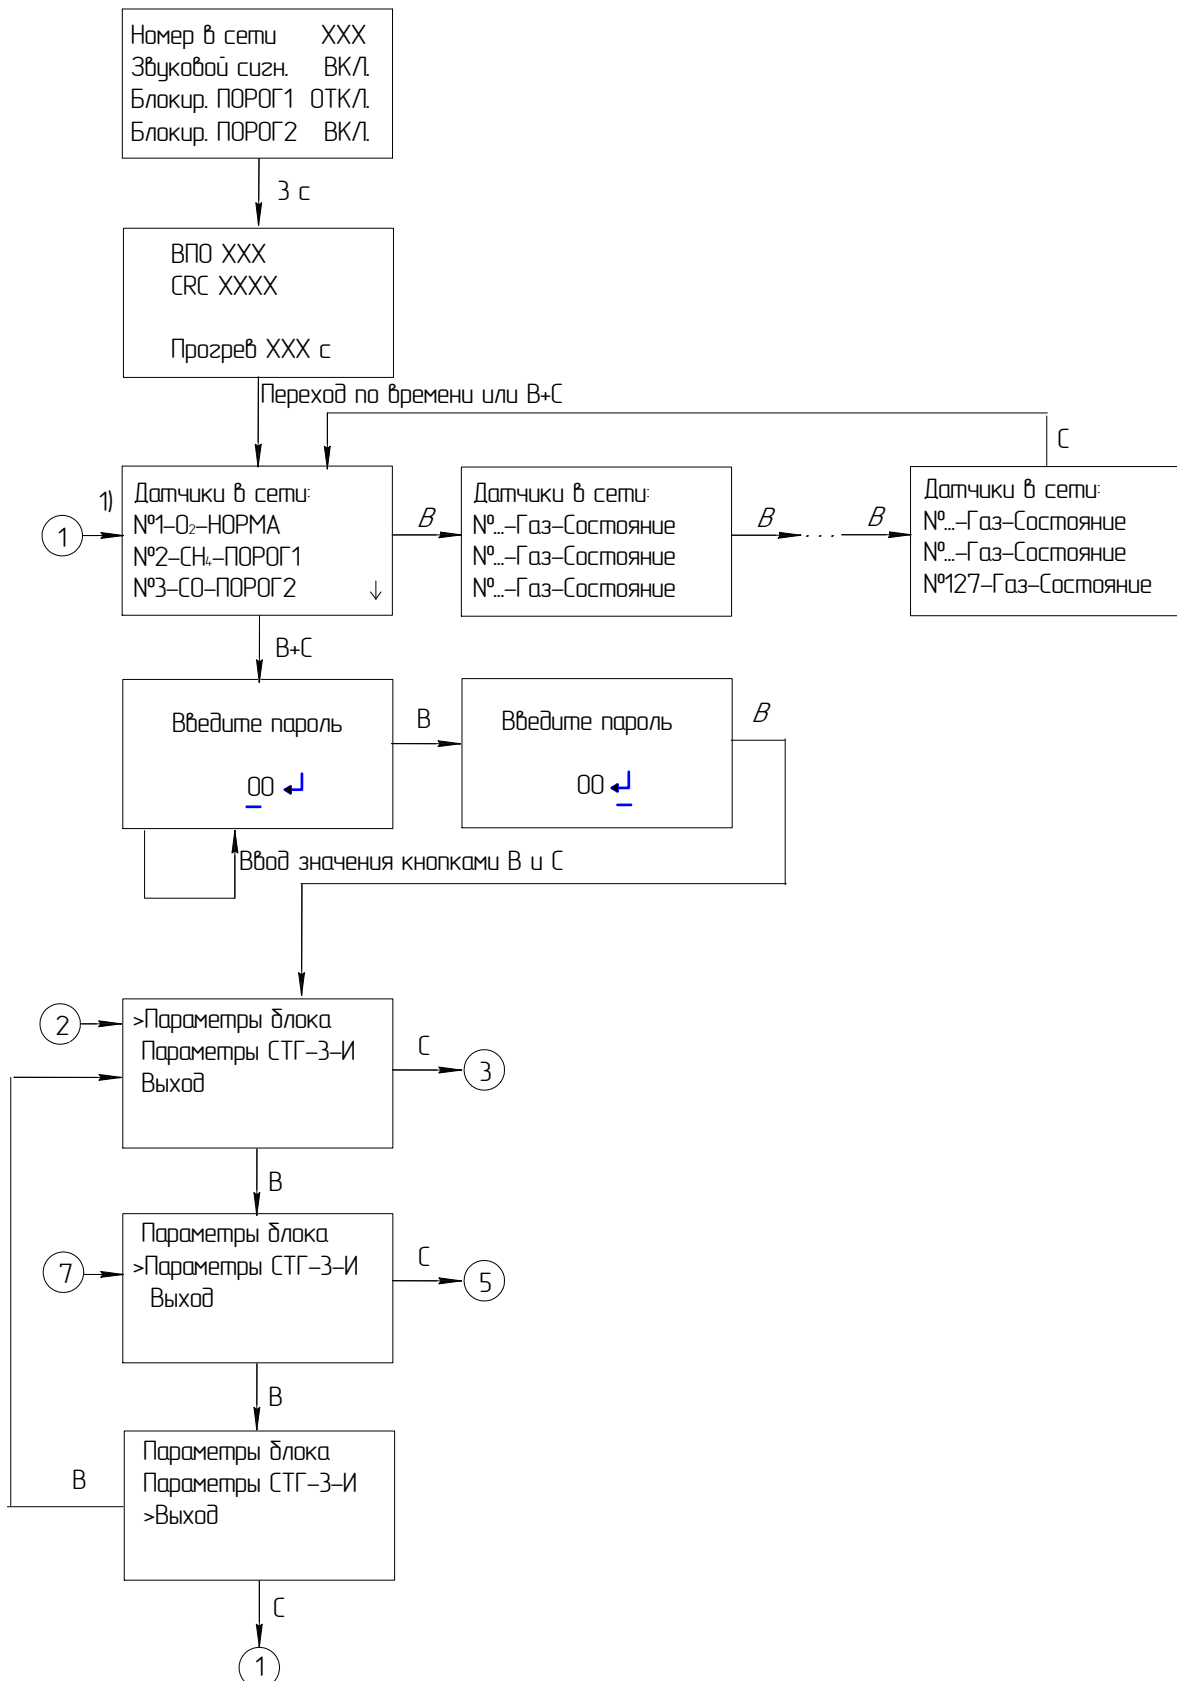 Номер в сети XXX
Звуковой сигн. ВКЛ.
Блокир. ПОРОГ1 ОТКЛ.
Блокир. ПОРОГ2 ВКЛ.
3 с
ВПО XXX
CRC XXXX
Прогрев XXX с
Переход по времени или В+С
С
1)
1
Датчики в сети:
№1-O₂-НОРМА
№2-CH₄-ПОРОГ1
№3-CO-ПОРОГ2 ↓
В
Датчики в сети:
№...-Газ-Состояние
№...-Газ-Состояние
№...-Газ-Состояние
В
...
В
Датчики в сети:
№...-Газ-Состояние
№...-Газ-Состояние
№127-Газ-Состояние
В+С
Введите пароль
00
В
Введите пароль
00
В
Ввод значения кнопками В и С
2
>Параметры блока
Параметры СТГ-3-И
Выход
С
3
В
7
Параметры блока
>Параметры СТГ-3-И
Выход
С
5
В
Параметры блока
Параметры СТГ-3-И
>Выход
В
С
1